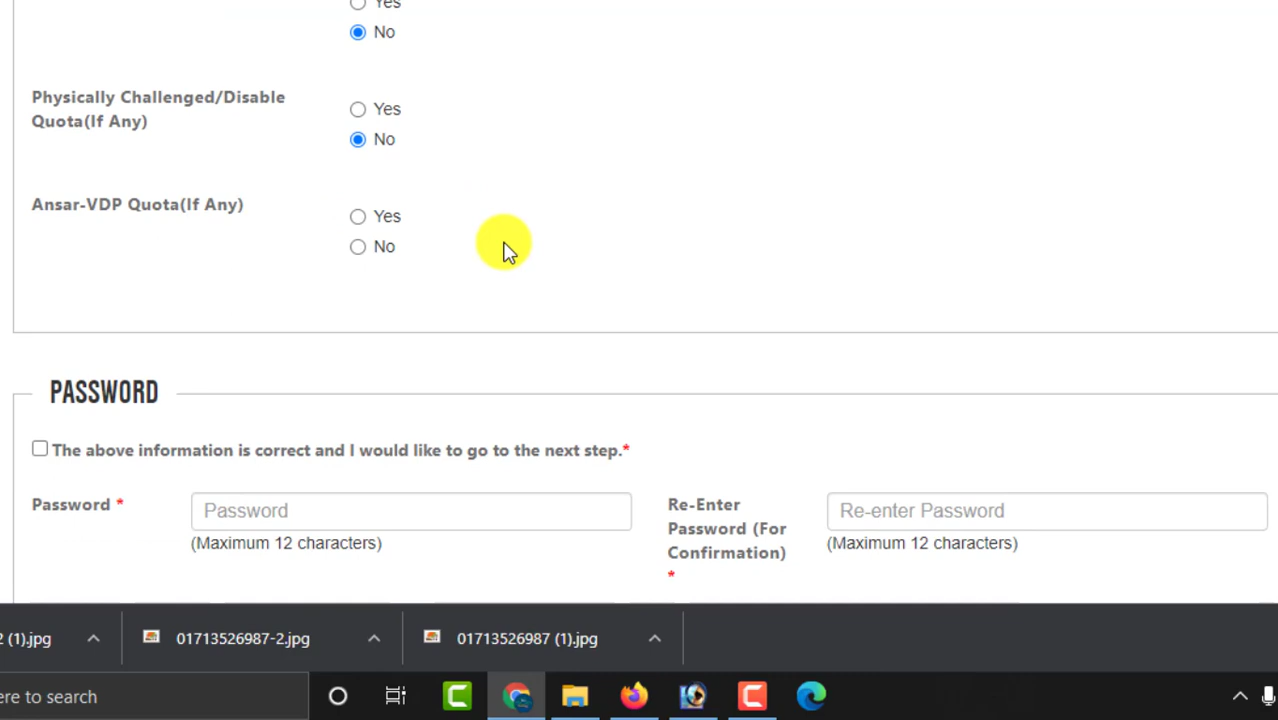 Yes
No
Physically Challenged/Disable
Quota(If Any)
Yes
No
Ansar-VDP Quota(If Any)
Yes
No
PASSWORD
The above information is correct and I would like to go to the next step.*
Password *
Password
(Maximum 12 characters)
Re-Enter
Password (For
Confirmation)
*
Re-enter Password
(Maximum 12 characters)
2 (1).jpg
01713526987-2.jpg
01713526987 (1).jpg
ere to search